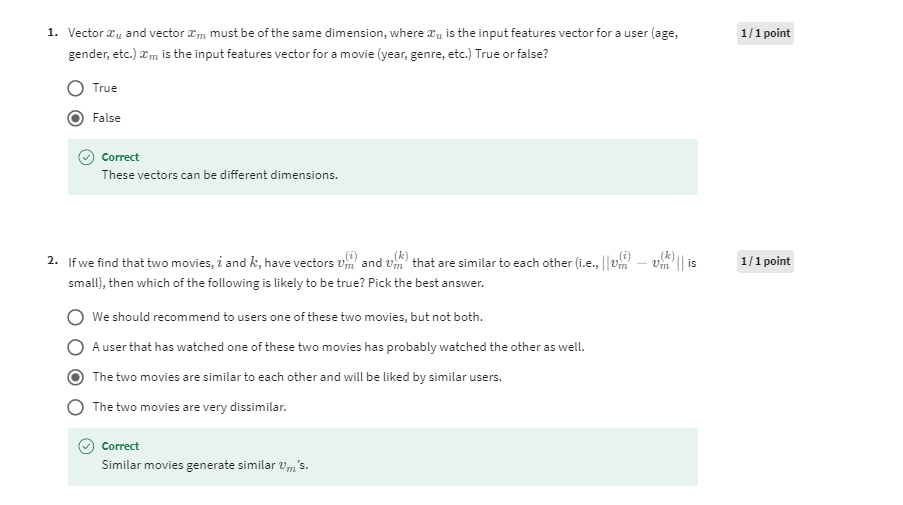 1. Vector x_u and vector x_m must be of the same dimension, where x_u is the input features vector for a user (age, 1 / 1 point
gender, etc.) x_m is the input features vector for a movie (year, genre, etc.) True or false?
True
False
Correct
These vectors can be different dimensions.
2. If we find that two movies, i and k, have vectors v_m^(i) and v_m^(k) that are similar to each other (i.e., ||v_m^(i) − v_m^(k)|| is 1 / 1 point
small), then which of the following is likely to be true? Pick the best answer.
We should recommend to users one of these two movies, but not both.
A user that has watched one of these two movies has probably watched the other as well.
The two movies are similar to each other and will be liked by similar users.
The two movies are very dissimilar.
Correct
Similar movies generate similar v_m's.